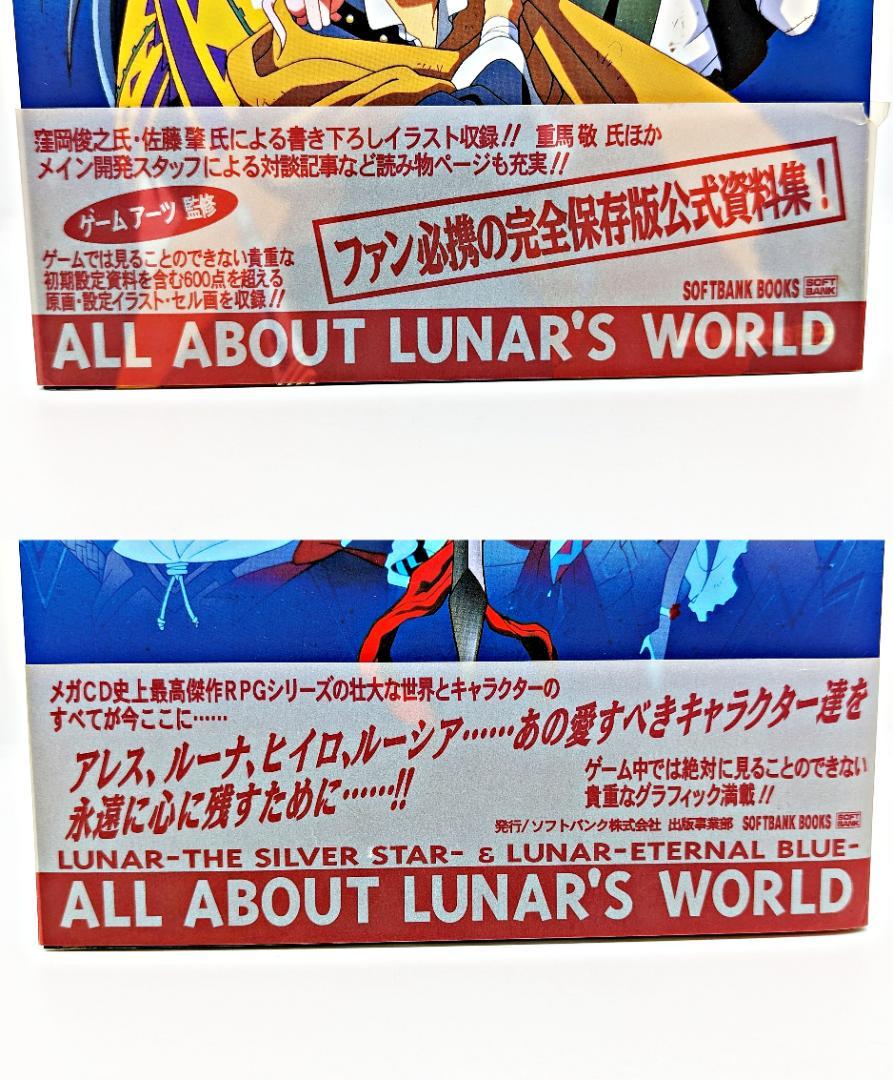 窪岡俊之氏・佐藤肇氏による書き下ろしイラスト収録!! 重馬敬氏ほか
メイン開発スタッフによる対談記事など読み物ページも充実!!
ゲームアーツ 監修
ファン必携の完全保存版公式資料集!
ゲームでは見ることのできない貴重な
初期設定資料を含む600点を超える
原画・設定イラスト・セル画を収録!!
SOFTBANK BOOKS SOFT BANK
ALL ABOUT LUNAR'S WORLD
メガCD史上最高傑作RPGシリーズの壮大な世界とキャラクターの
すべてが今ここに……
アレス、ルーナ、ヒイロ、ルーシア……あの愛すべきキャラクター達を
永遠に心に残すために……!!
ゲーム中では絶対に見ることのできない
貴重なグラフィック満載!!
発行/ソフトバンク株式会社 出版事業部 SOFTBANK BOOKS SOFT BANK
LUNAR-THE SILVER STAR- & LUNAR-ETERNAL BLUE-
ALL ABOUT LUNAR'S WORLD